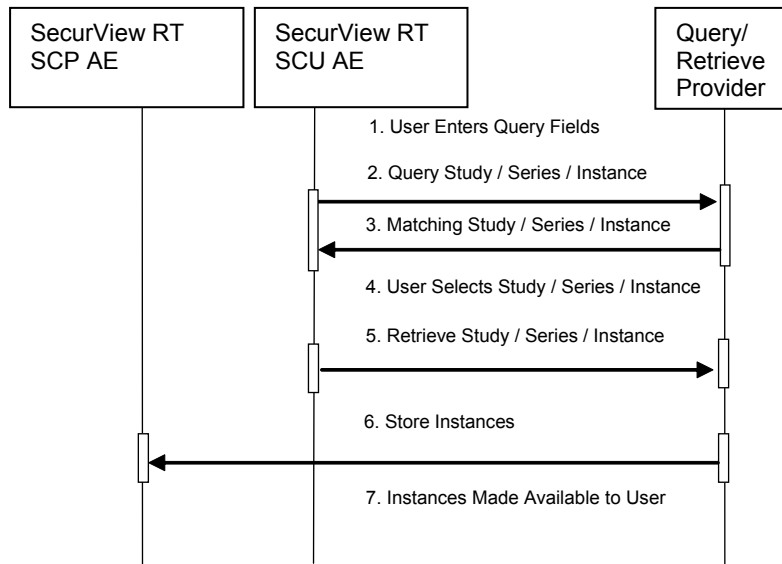 SecurView RT
SCP AE
SecurView RT
SCU AE
Query/
Retrieve
Provider
1. User Enters Query Fields
2. Query Study / Series / Instance
3. Matching Study / Series / Instance
4. User Selects Study / Series / Instance
5. Retrieve Study / Series / Instance
6. Store Instances
7. Instances Made Available to User